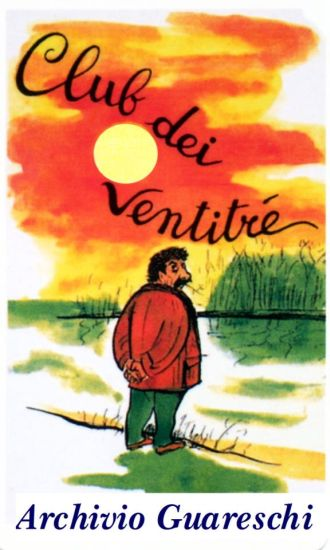 Club
dei
Ventitré
Archivio Guareschi